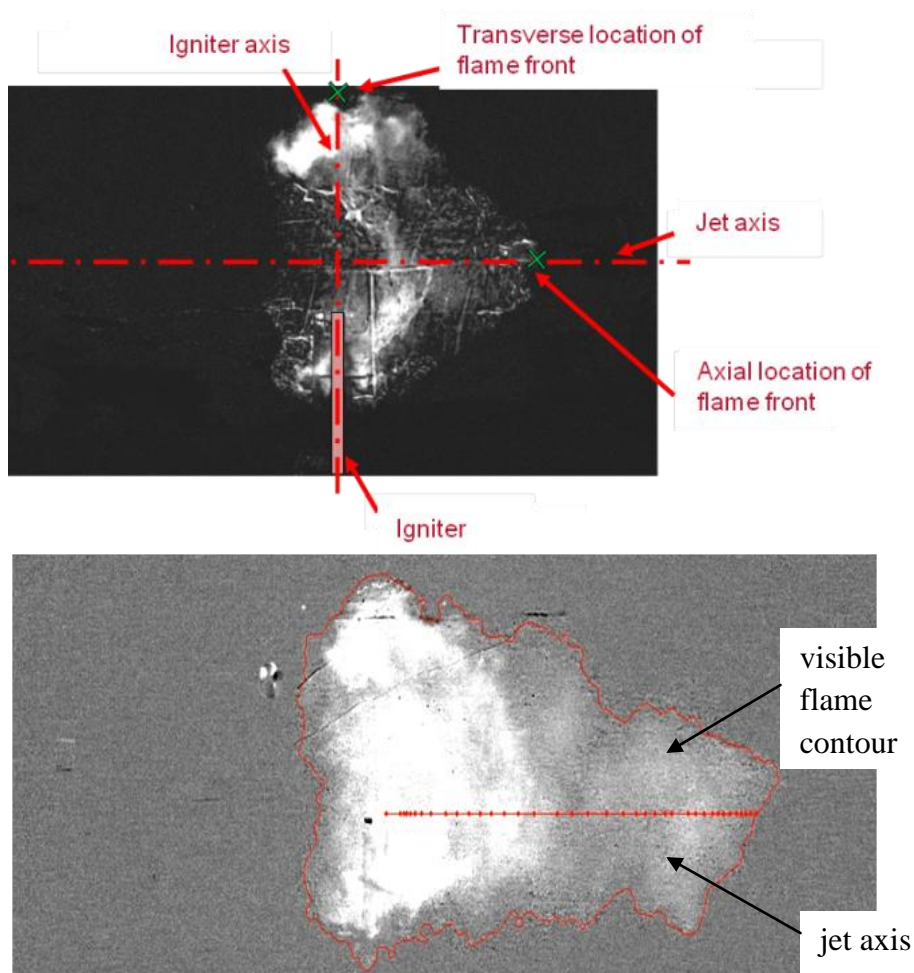 Igniter axis
Transverse location of
flame front
Jet axis
Axial location of
flame front
Igniter
visible
flame
contour
jet axis